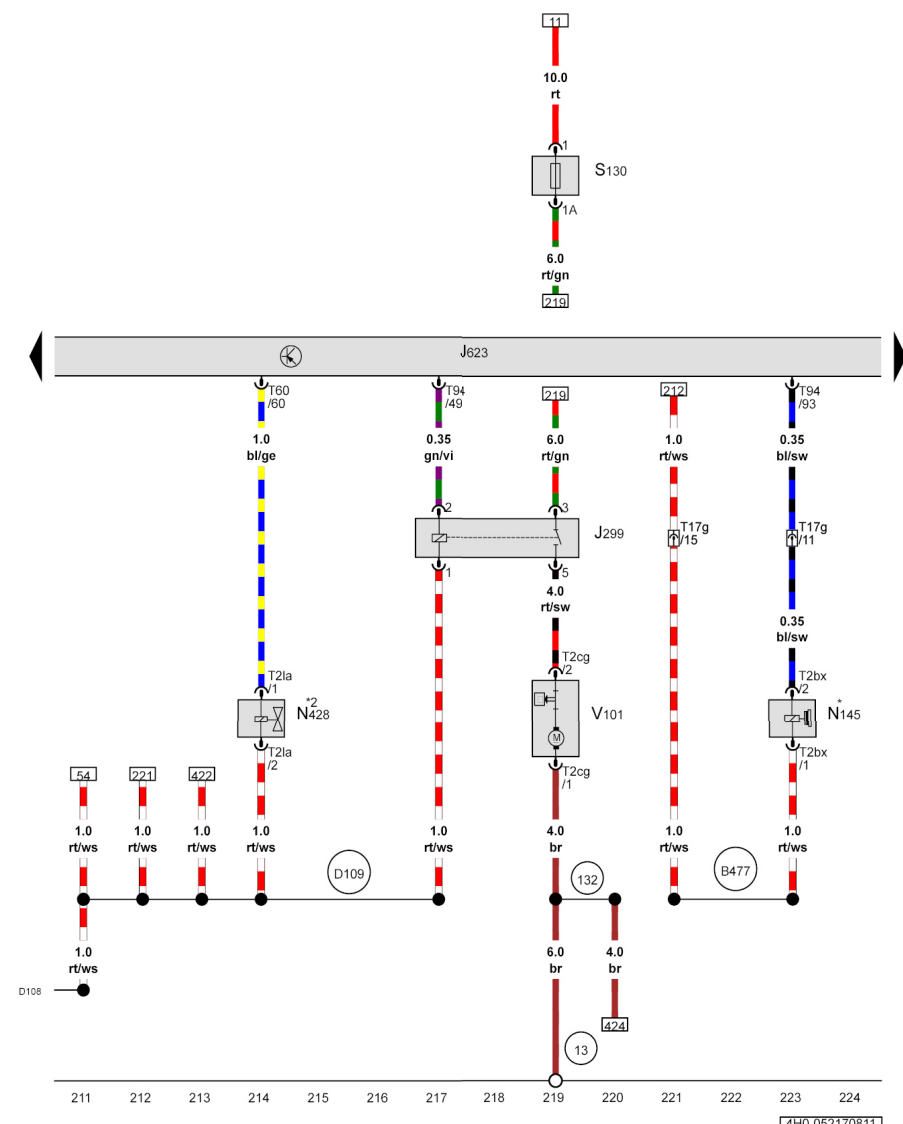 11
10.0
rt
1
S130
1A
6.0
rt/gn
219
J623
T60
/60
T94
/49
219
212
T94
/93
1.0
bl/ge
0.35
gn/vi
6.0
rt/gn
1.0
rt/ws
0.35
bl/sw
2
3
J299
T17g
/15
T17g
/11
1
5
4.0
rt/sw
0.35
bl/sw
T2cg
/2
T2la
/1
T2bx
/2
*2
N428
V101
M
*
N145
T2la
/2
T2cg
/1
T2bx
/1
54
221
422
1.0
rt/ws
1.0
rt/ws
1.0
rt/ws
1.0
rt/ws
1.0
rt/ws
4.0
br
1.0
rt/ws
1.0
rt/ws
D109
132
B477
1.0
rt/ws
6.0
br
4.0
br
D108
424
13
211 212 213 214 215 216 217 218 219 220 221 222 223 224
4H0-052170811